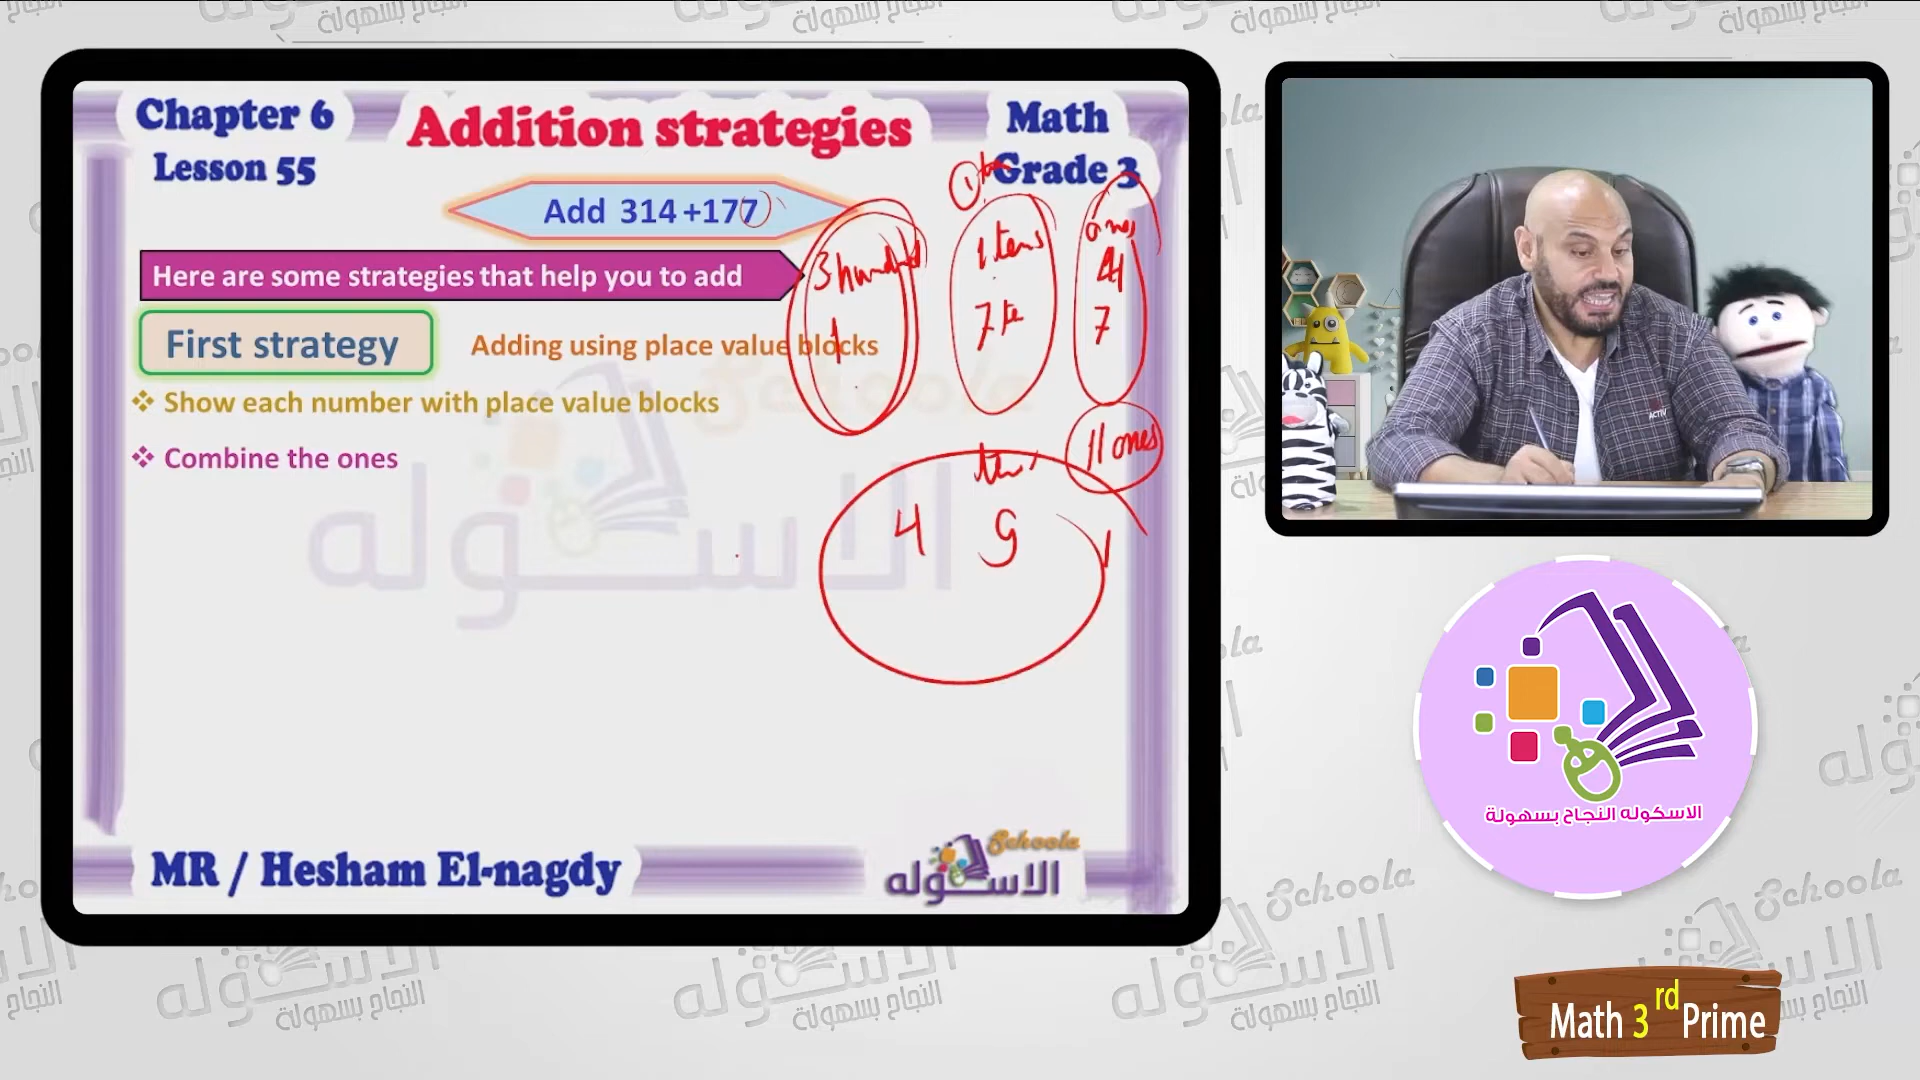 Chapter 6
Lesson 55
Addition strategies
Math
Grade 3
Add 314 +177
Here are some strategies that help you to add
First strategy
Adding using place value blocks
Show each number with place value blocks
Combine the ones
1
3
1 tens
ones
4
1
7
7
11 ones
tens
4 9 1
MR / Hesham El-nagdy
Schoola
الاسكوله
ACTIV
الاسكوله النجاح بسهولة
Math 3rd Prime